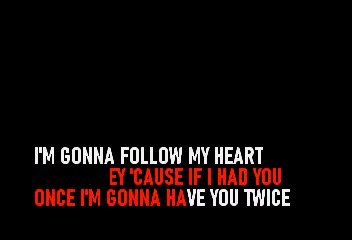 I'M GONNA FOLLOW MY HEART
EY 'CAUSE IF I HAD YOU
ONCE I'M GONNA HAVE YOU TWICE